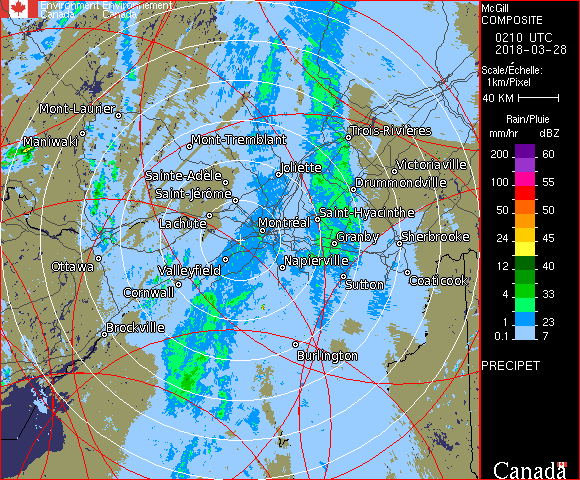 Environment Environnement
Canada Canada
Mont-Laurier
Maniwaki
Mont-Tremblant
Trois-Rivières
Sainte-Adèle
Joliette
Victoriaville
Saint-Jérôme
Drummondville
Lachute
Montréal
Saint-Hyacinthe
Granby
Sherbrooke
Ottawa
Valleyfield
Napierville
Cornwall
Sutton
Coaticook
Brockville
Burlington
McGill
COMPOSITE
0210 UTC
2018-03-28
Scale/Échelle:
1km/Pixel
40 KM
Rain/Pluie
mm/hr dBZ
200 60
100 55
50 50
24 45
12 40
4 33
1 23
0.1 7
PRECIPET
Canada